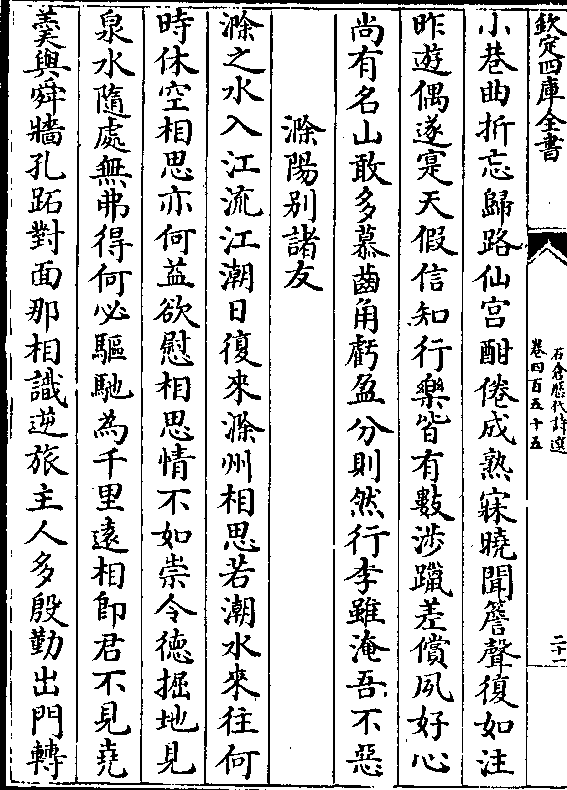 欽定四庫全書
石倉歷代詩選
卷四百五十五
二十一
小巷曲折忘歸路仙宫酣倦成熟寐曉聞簷聲復如注
昨遊偶遂寔天假信知行樂皆有數涉躐差償夙好心
尚有名山敢多慕齒角虧盈分則然行李雖淹吾不惡
滁陽别諸友
滁之水入江流江潮日復來滁州相思若潮水來往何
時休空相思亦何益欲慰相思情不如崇令德掘地見
泉水隨處無弗得何必驅馳為千里遠相即君不見堯
羹與舜牆孔跖對面那相識逆旅主人多殷勤出門轉